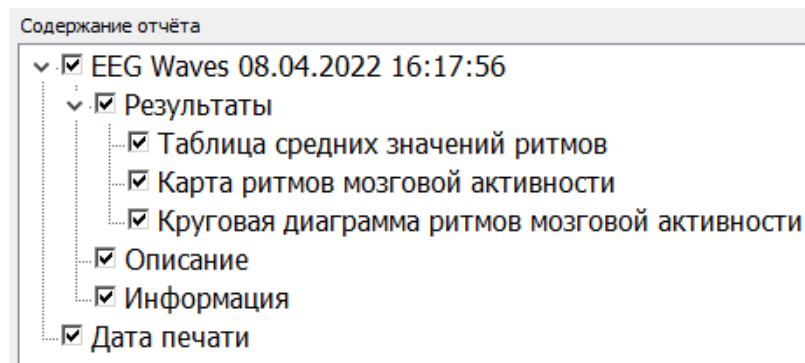 Содержание отчёта
EEG Waves 08.04.2022 16:17:56
Результаты
Таблица средних значений ритмов
Карта ритмов мозговой активности
Круговая диаграмма ритмов мозговой активности
Описание
Информация
Дата печати